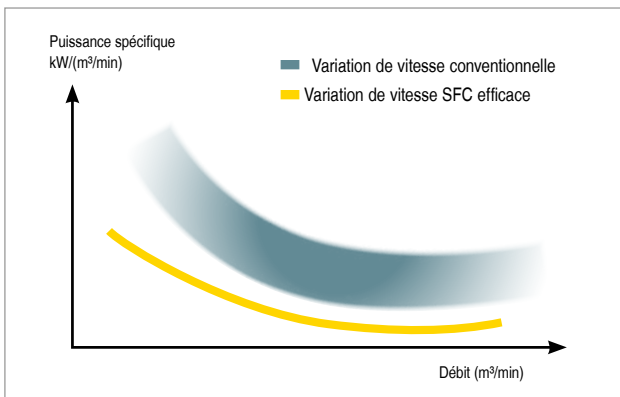 Puissance spécifique
kW/(m³/min)
Variation de vitesse conventionnelle
Variation de vitesse SFC efficace
Débit (m³/min)